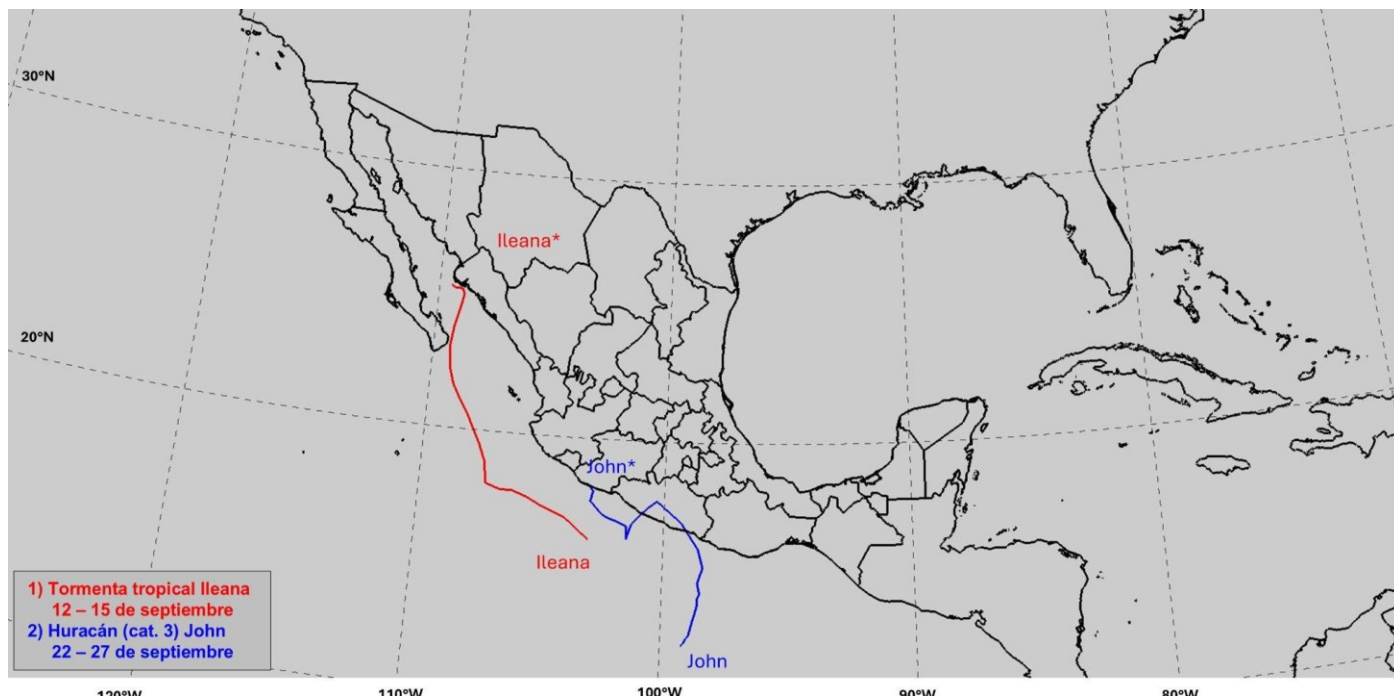 30°N
Ileana*
20°N
John*
Ileana
John
1) Tormenta tropical Ileana
12 – 15 de septiembre
2) Huracán (cat. 3) John
22 – 27 de septiembre
120°W
110°W
100°W
90°W
80°W